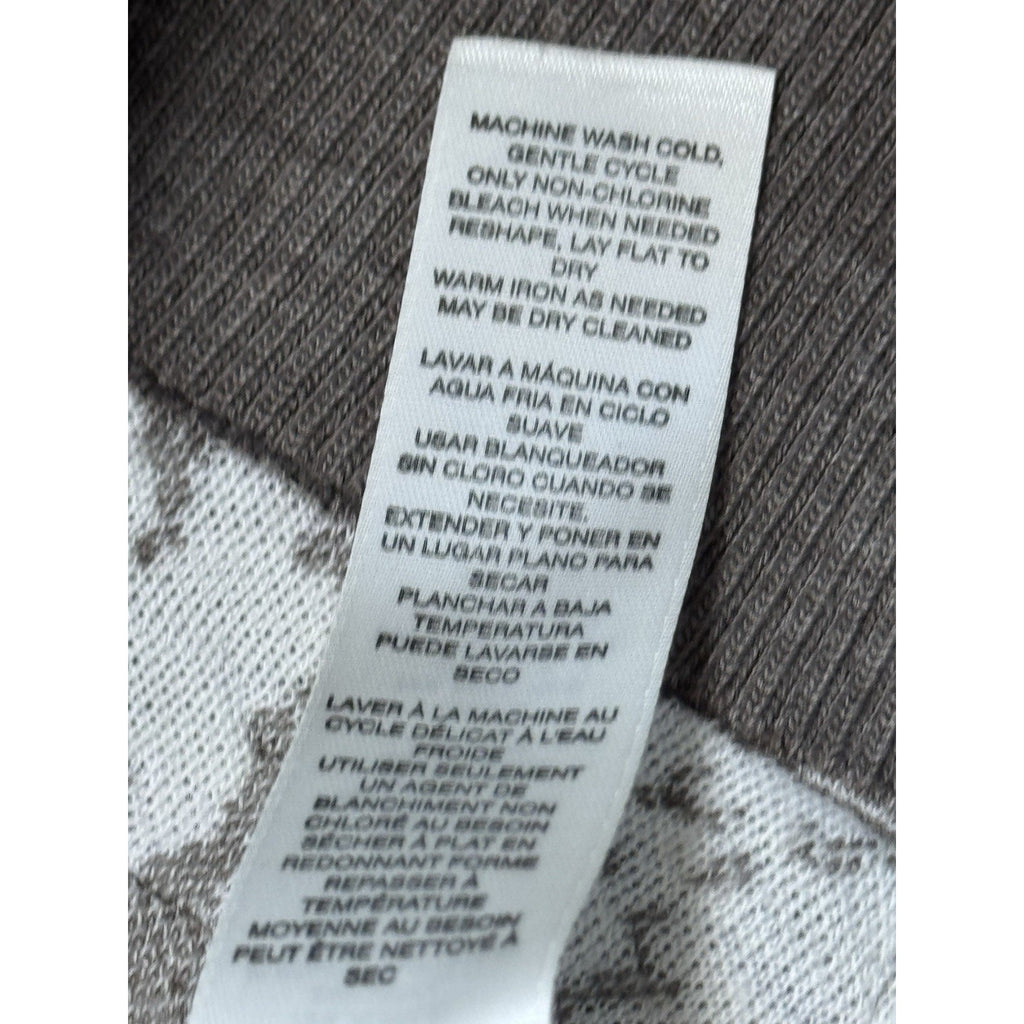 MACHINE WASH COLD,
GENTLE CYCLE
ONLY NON-CHLORINE
BLEACH WHEN NEEDED
RESHAPE, LAY FLAT TO
DRY
WARM IRON AS NEEDED
MAY BE DRY CLEANED
LAVAR A MÁQUINA CON
AGUA FRIA EN CICLO
SUAVE
USAR BLANQUEADOR
SIN CLORO CUANDO SE
NECESITE,
EXTENDER Y PONER EN
UN LUGAR PLANO PARA
SECAR
PLANCHAR A BAJA
TEMPERATURA
PUEDE LAVARSE EN
SECO
LAVER À LA MACHINE AU
CYCLE DÉLICAT À L'EAU
FROIDE
UTILISER SEULEMENT
UN AGENT DE
BLANCHIMENT NON
CHLORÉ AU BESOIN
SÉCHER À PLAT EN
REDONNANT FORME
REPASSER À
TEMPÉRATURE
MOYENNE AU BESOIN
PEUT ÊTRE NETTOYÉ À
SEC